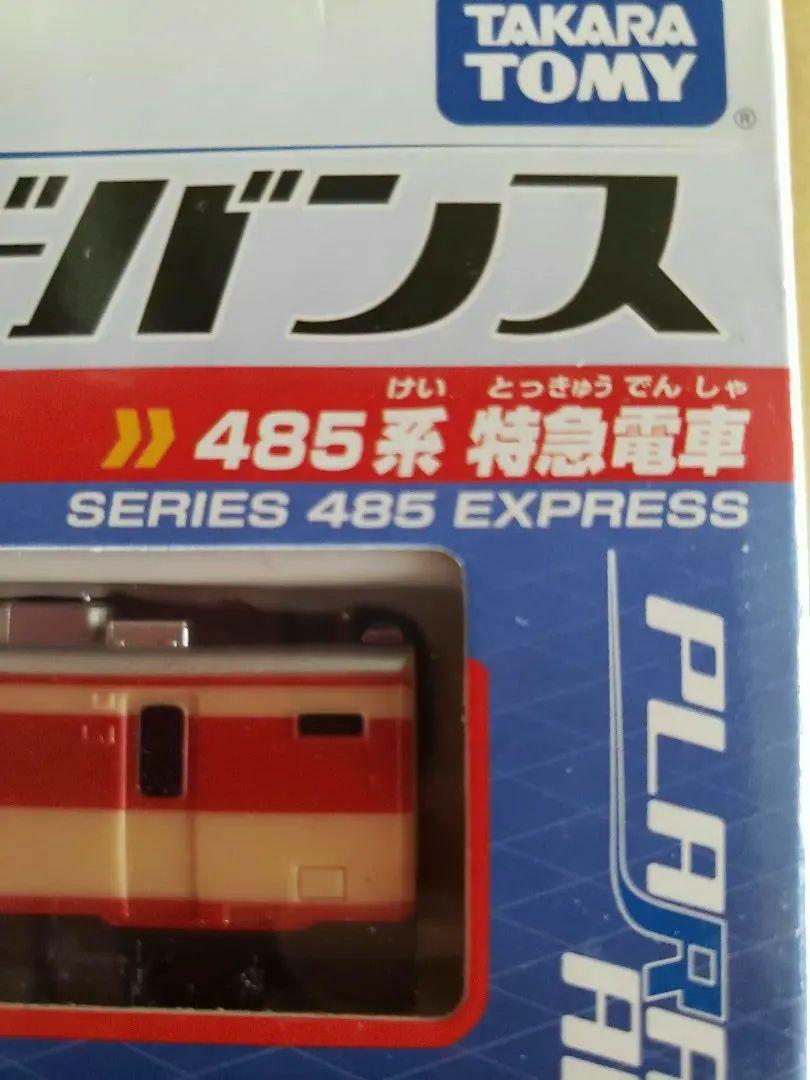 TAKARA
TOMY
®
ドバンス
けい とっきゅう でん しゃ
485系 特急電車
SERIES 485 EXPRESS
PLARA